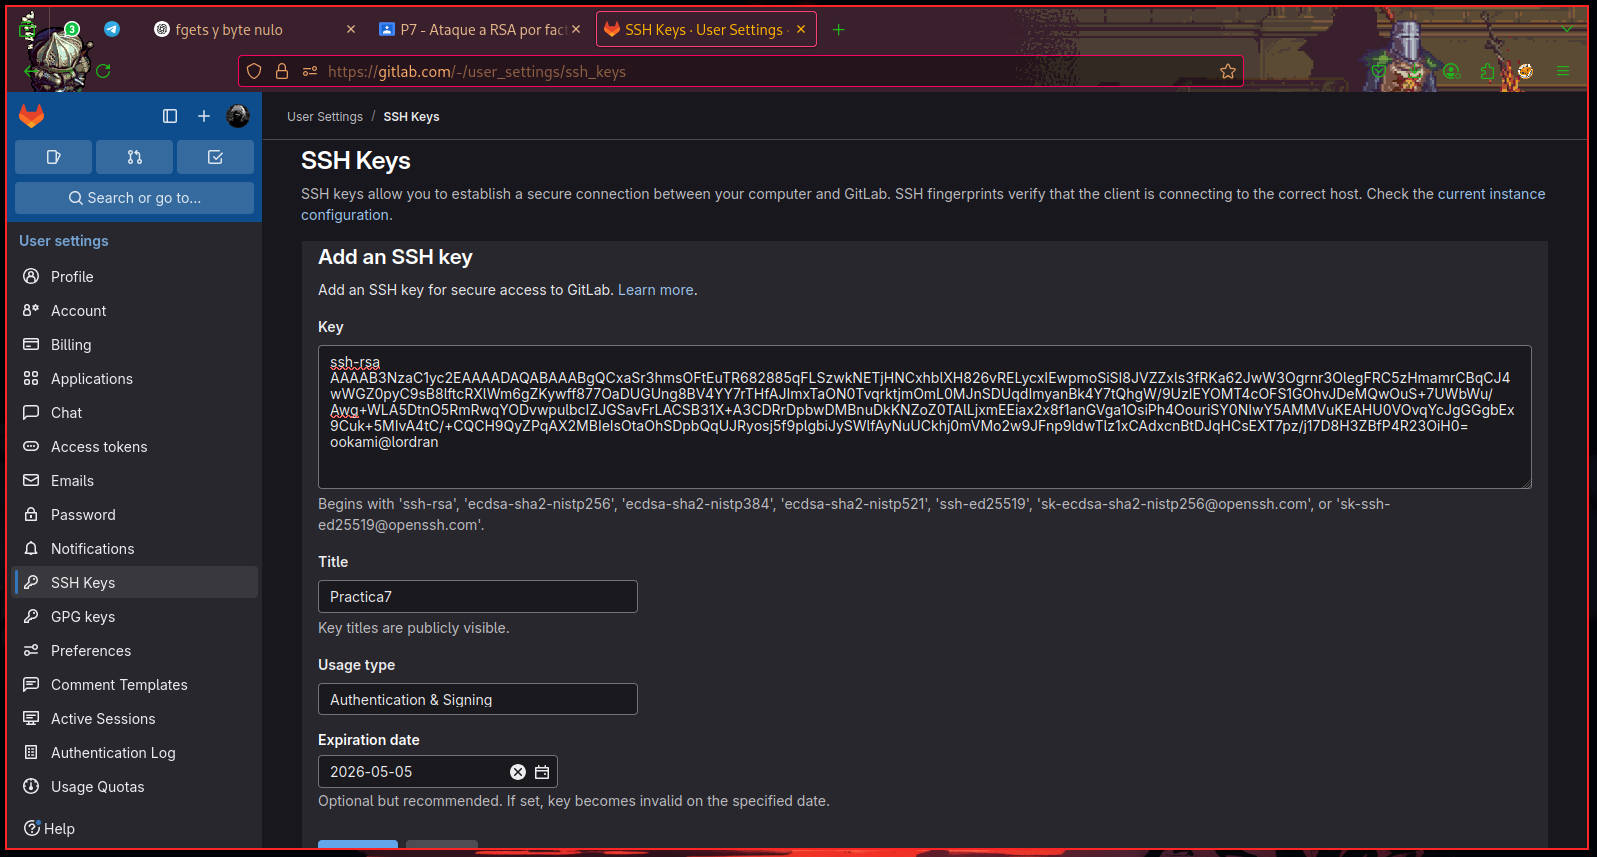 3
fgets y byte nulo
P7 - Ataque a RSA por fact
SSH Keys · User Settings ·
https://gitlab.com/-/user_settings/ssh_keys
User Settings / SSH Keys
Search or go to...
User settings
Profile
Account
Billing
Applications
Chat
Access tokens
Emails
Password
Notifications
SSH Keys
GPG keys
Preferences
Comment Templates
Active Sessions
Authentication Log
Usage Quotas
Help
SSH Keys
SSH keys allow you to establish a secure connection between your computer and GitLab. SSH fingerprints verify that the client is connecting to the correct host. Check the current instance
configuration.
Add an SSH key
Add an SSH key for secure access to GitLab. Learn more.
Key
ssh-rsa
AAAAB3NzaC1yc2EAAAADAQABAAABgQCxaSr3hmsOFtEuTR682885qFLSzwkNETjHNCxhblXH826vRELycxIEwpmoSiSI8JVZZxls3fRKa62JwW3Ogrnr3OlegFRC5zHmamrCBqCJ4
wWGZ0pyC9sB8lftcRXlWm6gZKywff877OaDUGUng8BV4YY7rTHfAJImxTaON0TvqrktjmOmL0MJnSDUqdImyanBk4Y7tQhgW/9UzIEYOMT4cOFS1GOhvJDeMQwOuS+7UWbWu/
Awg+WLA5DtnO5RmRwqYODvwpulbcIZJGSavFrLACSB31X+A3CDRrDpbwDMBnuDkKNZoZ0TAlLjxmEEiax2x8f1anGVga1OsiPh4OouriSY0NIwY5AMMVuKEAHU0VOvqYcJgGGgbEx
9Cuk+5MIvA4tC/+CQCH9QyZPqAX2MBIeIsOtaOhSDpbQqUJRyosj5f9plgbiJySWlfAyNuUCkhj0mVMo2w9JFnp9ldwTlz1xCAdxcnBtDJqHCsEXT7pz/j17D8H3ZBfP4R23OiH0=
ookami@lordran
Begins with 'ssh-rsa', 'ecdsa-sha2-nistp256', 'ecdsa-sha2-nistp384', 'ecdsa-sha2-nistp521', 'ssh-ed25519', 'sk-ecdsa-sha2-nistp256@openssh.com', or 'sk-ssh-
ed25519@openssh.com'.
Title
Practica7
Key titles are publicly visible.
Usage type
Authentication & Signing
Expiration date
2026-05-05
Optional but recommended. If set, key becomes invalid on the specified date.